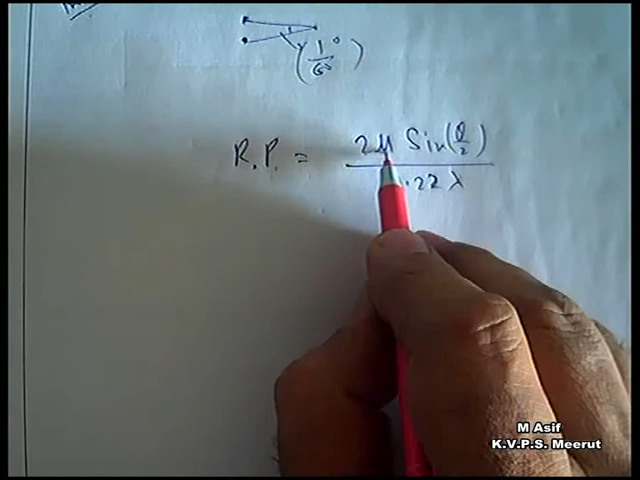 (1/60)°
R.P. = 2μ Sin(θ/2) / .22 λ
M Asif
K.V.P.S. Meerut